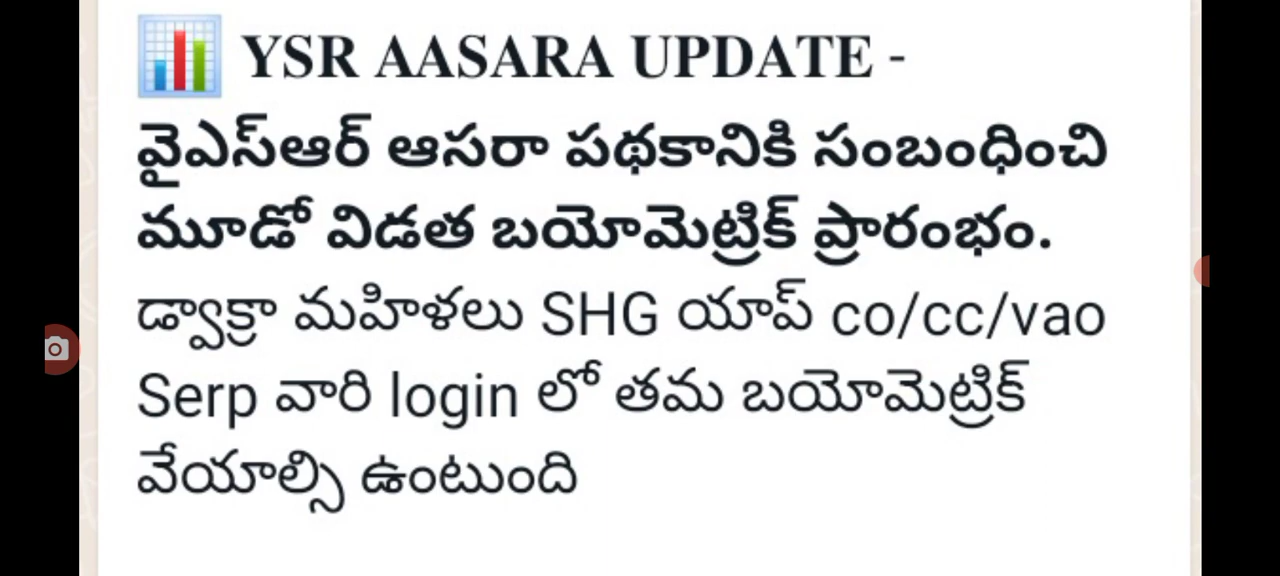 📊 YSR AASARA UPDATE -
వైఎస్ఆర్ ఆసరా పథకానికి సంబంధించి
మూడో విడత బయోమెట్రిక్ ప్రారంభం.
డ్వాక్రా మహిళలు SHG యాప్ co/cc/vao
Serp వారి login లో తమ బయోమెట్రిక్
వేయాల్సి ఉంటుంది